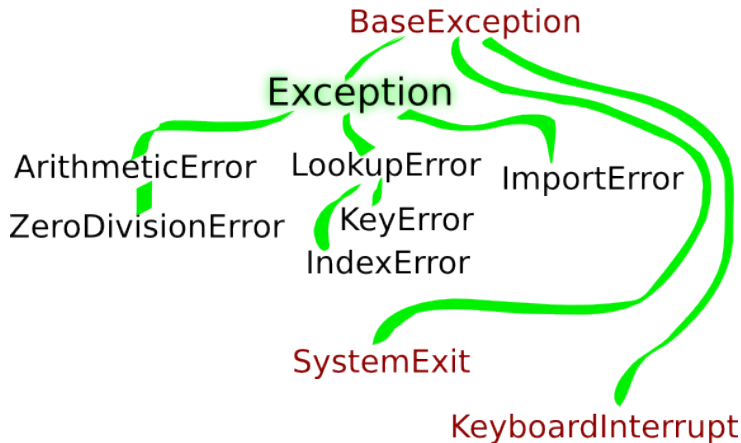 BaseException
Exception
ArithmeticError
LookupError
ImportError
ZeroDivisionError
KeyError
IndexError
SystemExit
KeyboardInterrupt